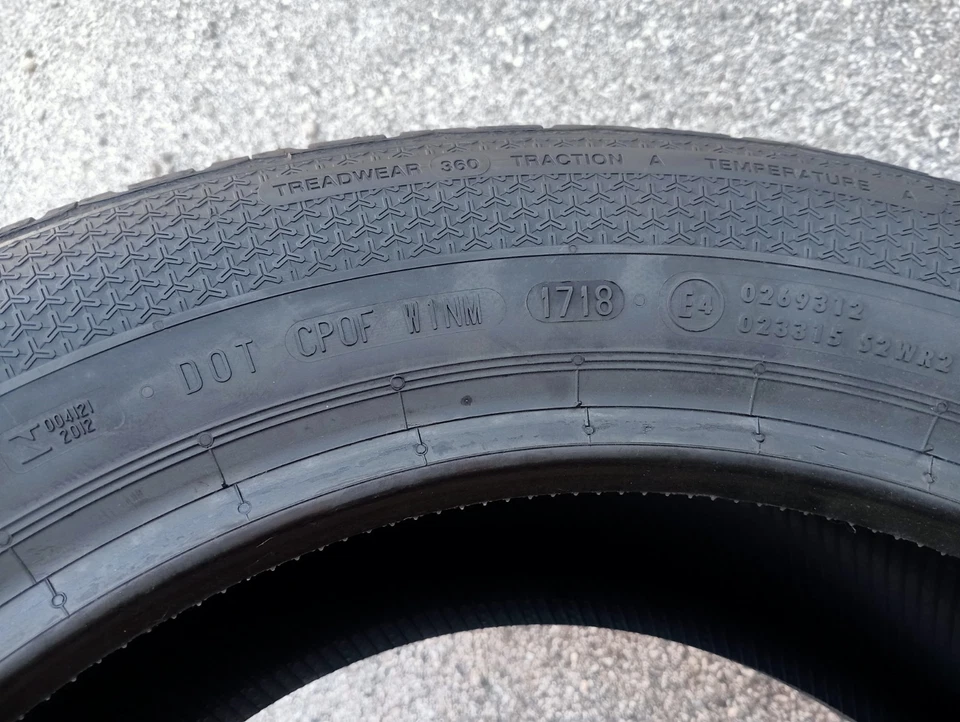 TREADWEAR 360 TRACTION A TEMPERATURE A
DOT CPOF W1NM 1718 E4
0269312
023315 S2WR2
004121
2012